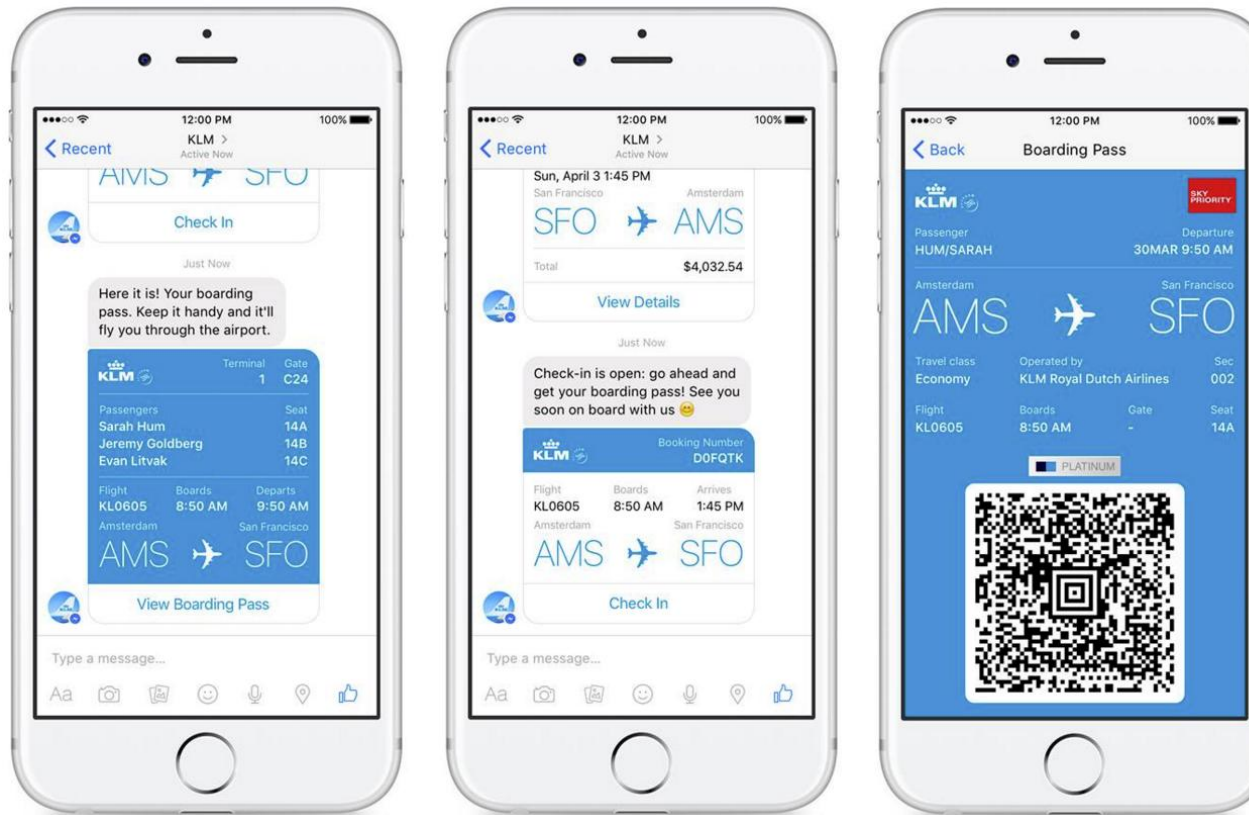 12:00 PM 100%
Recent KLM
Active Now
AMS SFO
Check In
Just Now
Here it is! Your boarding
pass. Keep it handy and it'll
fly you through the airport.
KLM Terminal Gate
1 C24
Passengers Seat
Sarah Hum 14A
Jeremy Goldberg 14B
Evan Litvak 14C
Flight Boards Departs
KL0605 8:50 AM 9:50 AM
Amsterdam San Francisco
AMS SFO
View Boarding Pass
Type a message...
Aa
12:00 PM 100%
Recent KLM
Active Now
Sun, April 3 1:45 PM
San Francisco Amsterdam
SFO AMS
Total $4,032.54
View Details
Just Now
Check-in is open: go ahead and
get your boarding pass! See you
soon on board with us 😊
KLM Booking Number
D0FQTK
Flight Boards Arrives
KL0605 8:50 AM 1:45 PM
Amsterdam San Francisco
AMS SFO
Check In
Type a message...
Aa
12:00 PM 100%
Back Boarding Pass
KLM SKY
PRIORITY
Passenger Departure
HUM/SARAH 30MAR 9:50 AM
Amsterdam San Francisco
AMS SFO
Travel class Operated by Sec
Economy KLM Royal Dutch Airlines 002
Flight Boards Gate Seat
KL0605 8:50 AM - 14A
PLATINUM